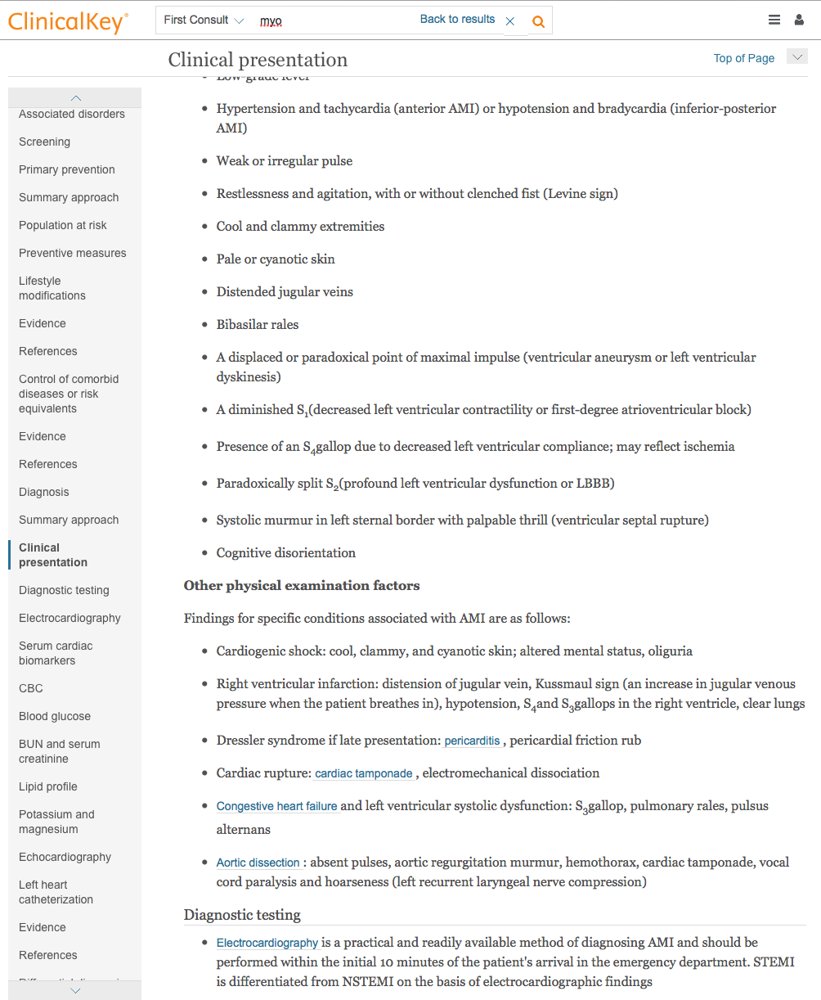 ClinicalKey®
First Consult myo Back to results
Clinical presentation
Top of Page
Associated disorders
Screening
Primary prevention
Summary approach
Population at risk
Preventive measures
Lifestyle
modifications
Evidence
References
Control of comorbid
diseases or risk
equivalents
Evidence
References
Diagnosis
Summary approach
Clinical
presentation
Diagnostic testing
Electrocardiography
Serum cardiac
biomarkers
CBC
Blood glucose
BUN and serum
creatinine
Lipid profile
Potassium and
magnesium
Echocardiography
Left heart
catheterization
Evidence
References
• Hypertension and tachycardia (anterior AMI) or hypotension and bradycardia (inferior-posterior
AMI)
• Weak or irregular pulse
• Restlessness and agitation, with or without clenched fist (Levine sign)
• Cool and clammy extremities
• Pale or cyanotic skin
• Distended jugular veins
• Bibasilar rales
• A displaced or paradoxical point of maximal impulse (ventricular aneurysm or left ventricular
dyskinesis)
• A diminished S1(decreased left ventricular contractility or first-degree atrioventricular block)
• Presence of an S4gallop due to decreased left ventricular compliance; may reflect ischemia
• Paradoxically split S2(profound left ventricular dysfunction or LBBB)
• Systolic murmur in left sternal border with palpable thrill (ventricular septal rupture)
• Cognitive disorientation
Other physical examination factors
Findings for specific conditions associated with AMI are as follows:
• Cardiogenic shock: cool, clammy, and cyanotic skin; altered mental status, oliguria
• Right ventricular infarction: distension of jugular vein, Kussmaul sign (an increase in jugular venous
pressure when the patient breathes in), hypotension, S4and S3gallops in the right ventricle, clear lungs
• Dressler syndrome if late presentation: pericarditis , pericardial friction rub
• Cardiac rupture: cardiac tamponade , electromechanical dissociation
• Congestive heart failure and left ventricular systolic dysfunction: S3gallop, pulmonary rales, pulsus
alternans
• Aortic dissection : absent pulses, aortic regurgitation murmur, hemothorax, cardiac tamponade, vocal
cord paralysis and hoarseness (left recurrent laryngeal nerve compression)
Diagnostic testing
• Electrocardiography is a practical and readily available method of diagnosing AMI and should be
performed within the initial 10 minutes of the patient's arrival in the emergency department. STEMI
is differentiated from NSTEMI on the basis of electrocardiographic findings